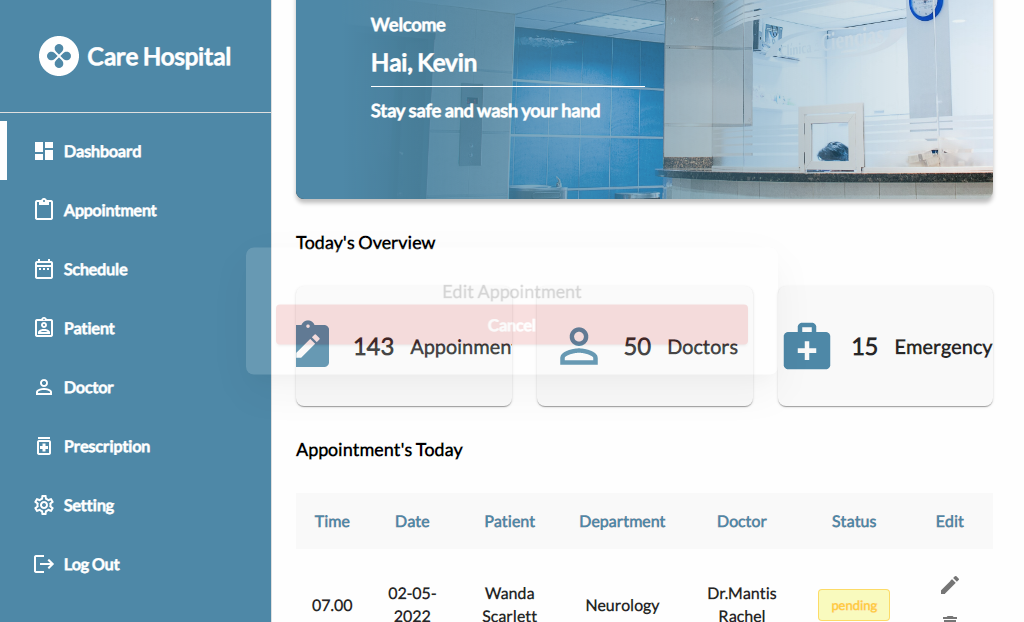 Care Hospital
Dashboard
Appointment
Schedule
Patient
Doctor
Prescription
Setting
Log Out
Welcome
Hai, Kevin
Stay safe and wash your hand
Today's Overview
Edit Appointment
Cancel
143 Appoinmen
50 Doctors
15 Emergency
Appointment's Today
Time Date Patient Department Doctor Status Edit
07.00 02-05-2022 Wanda Scarlett Neurology Dr.Mantis Rachel pending